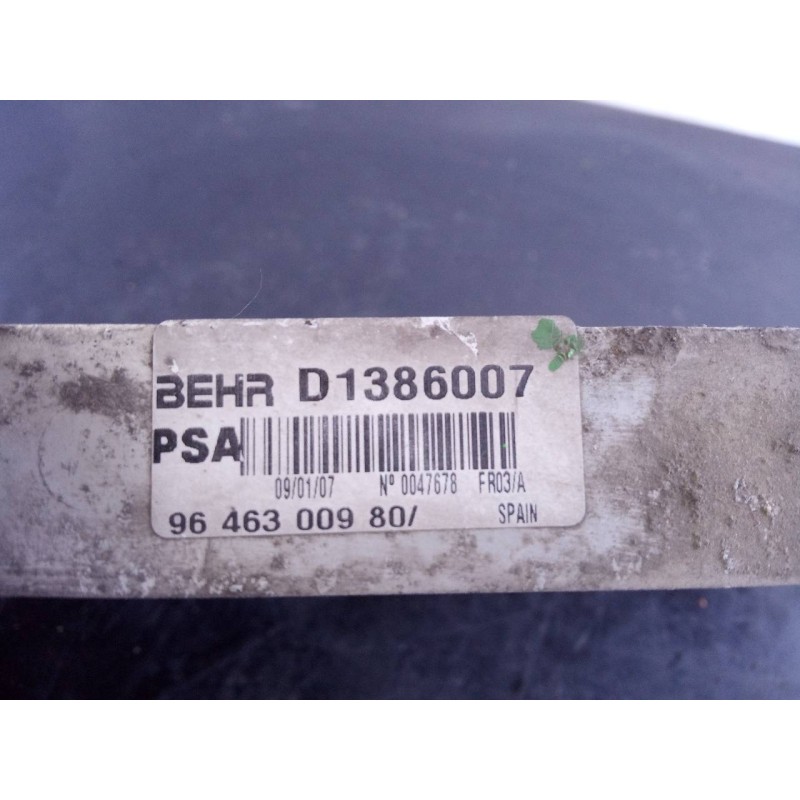 BEHR D1386007
PSA
09/01/07 Nº 0047678 FR03/A
96 463 009 80/ SPAIN